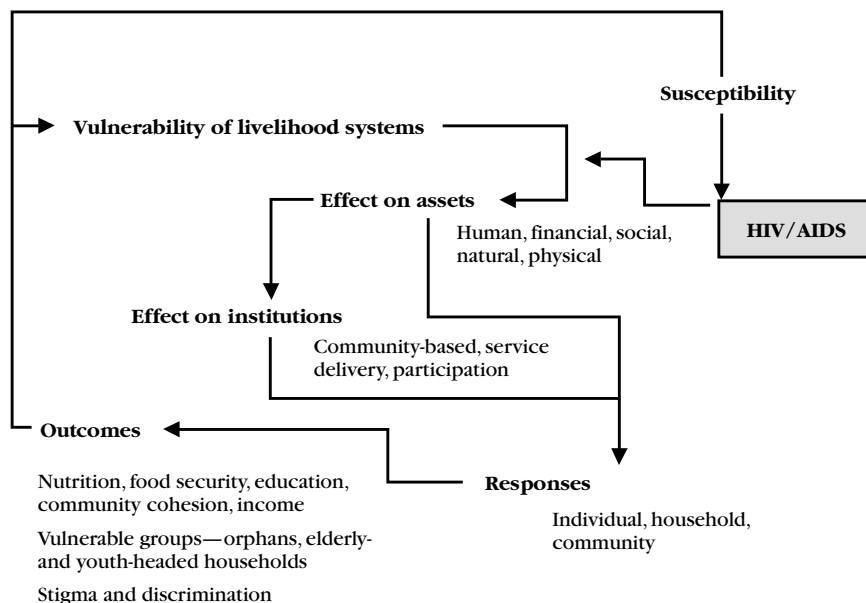 Susceptibility
Vulnerability of livelihood systems
Effect on assets
HIV/AIDS
Human, financial, social,
natural, physical
Effect on institutions
Community-based, service
delivery, participation
Outcomes
Nutrition, food security, education,
community cohesion, income
Vulnerable groups—orphans, elderly-
and youth-headed households
Stigma and discrimination
Responses
Individual, household,
community